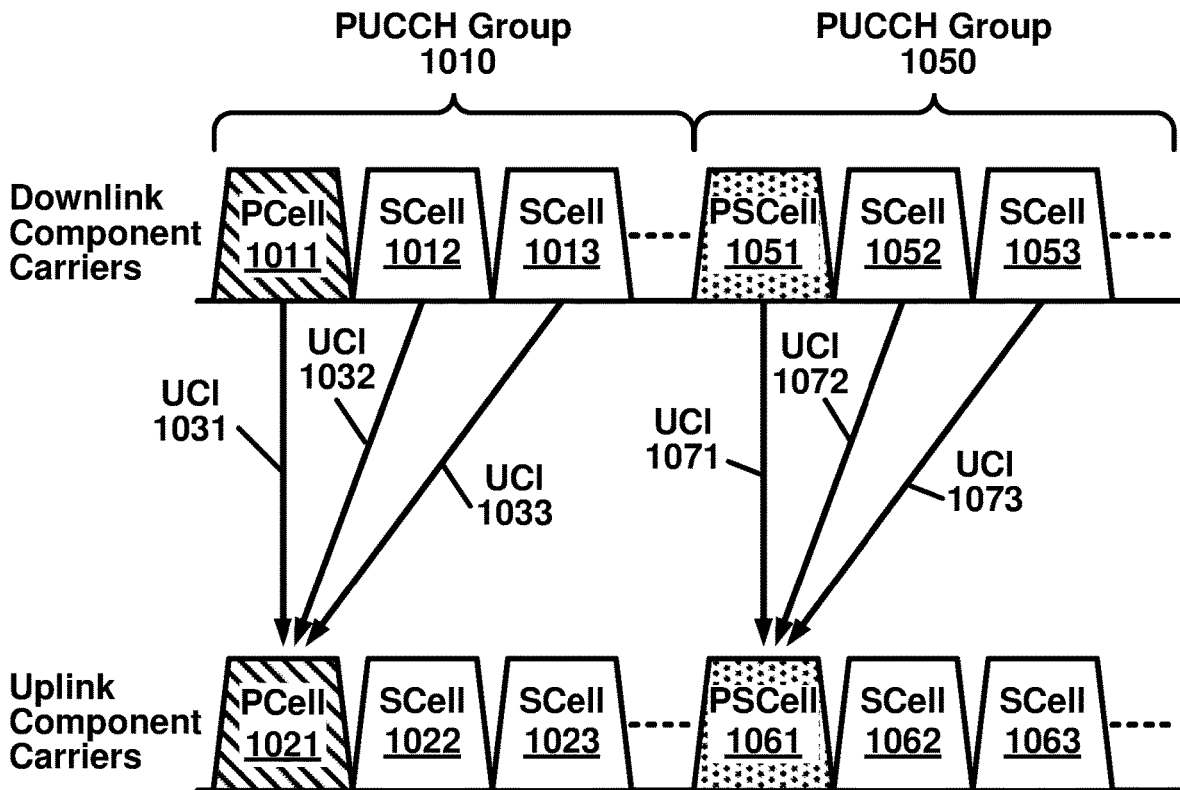 PUCCH Group
1010
PUCCH Group
1050
Downlink
Component
Carriers
PCell
1011
SCell
1012
SCell
1013
PSCell
1051
SCell
1052
SCell
1053
UCI
1031
UCI
1032
UCI
1033
UCI
1071
UCI
1072
UCI
1073
Uplink
Component
Carriers
PCell
1021
SCell
1022
SCell
1023
PSCell
1061
SCell
1062
SCell
1063